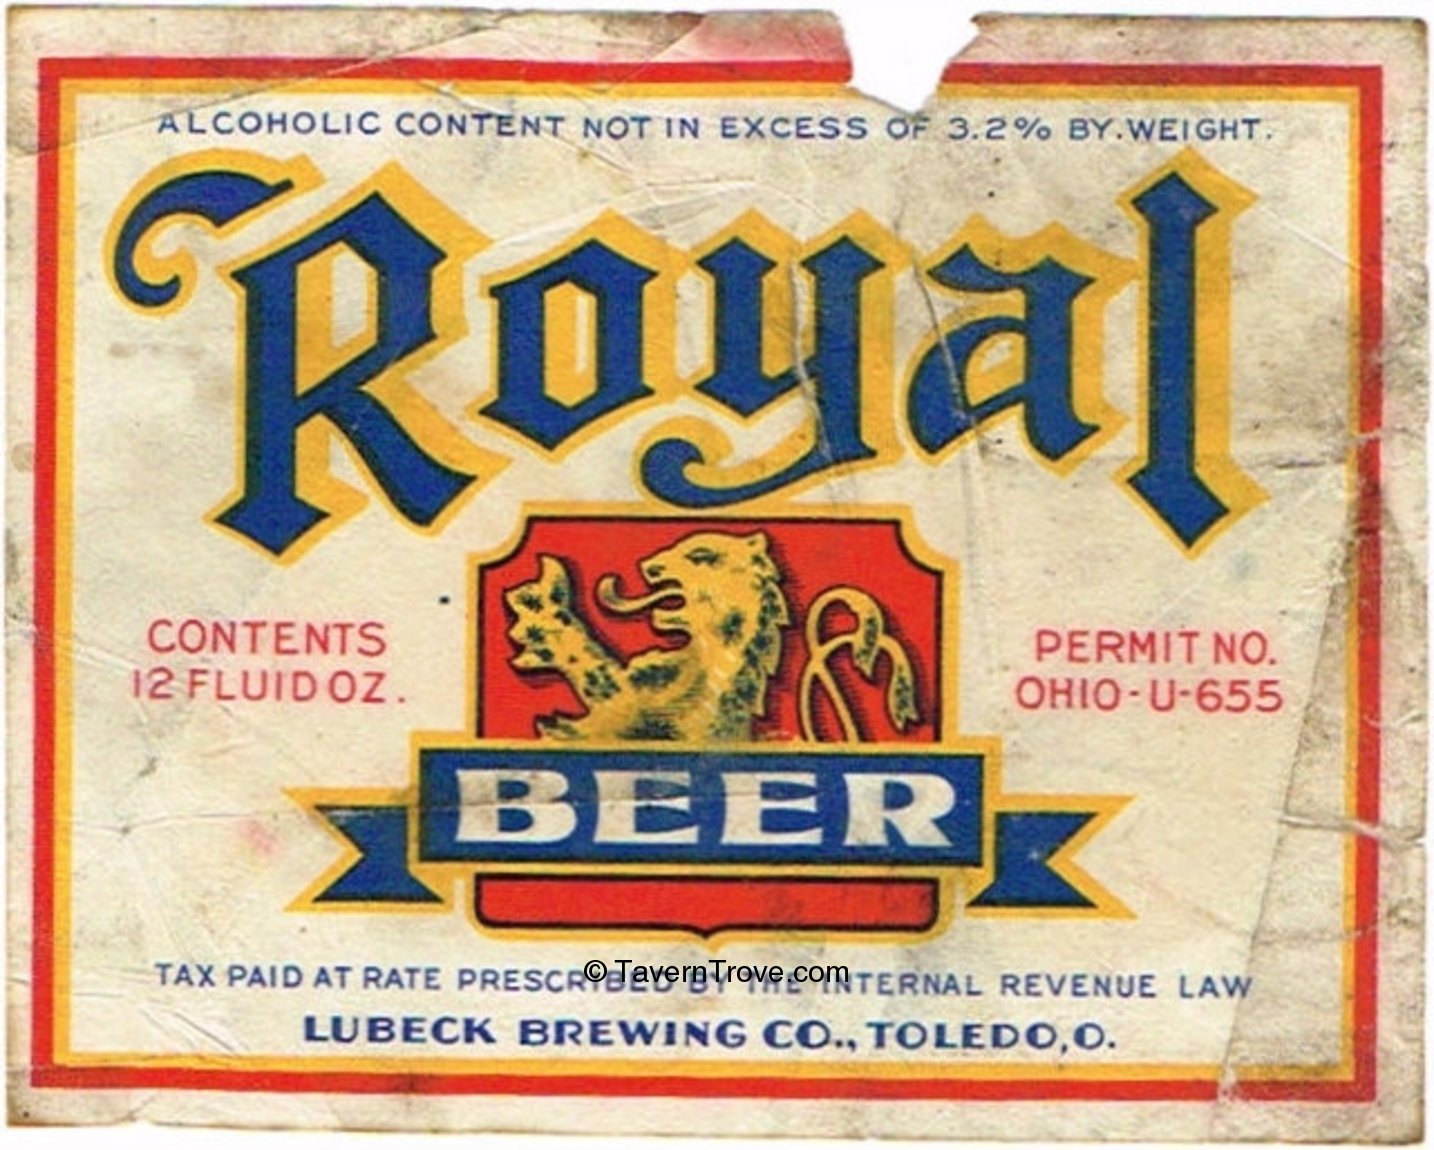 ALCOHOLIC CONTENT NOT IN EXCESS OF 3.2% BY.WEIGHT.
Royal
CONTENTS
12 FLUID OZ.
PERMIT NO.
OHIO-U-655
BEER
TAX PAID AT RATE PRESCRIBED BY THE INTERNAL REVENUE LAW
© TavernTrove.com
LUBECK BREWING CO., TOLEDO, O.